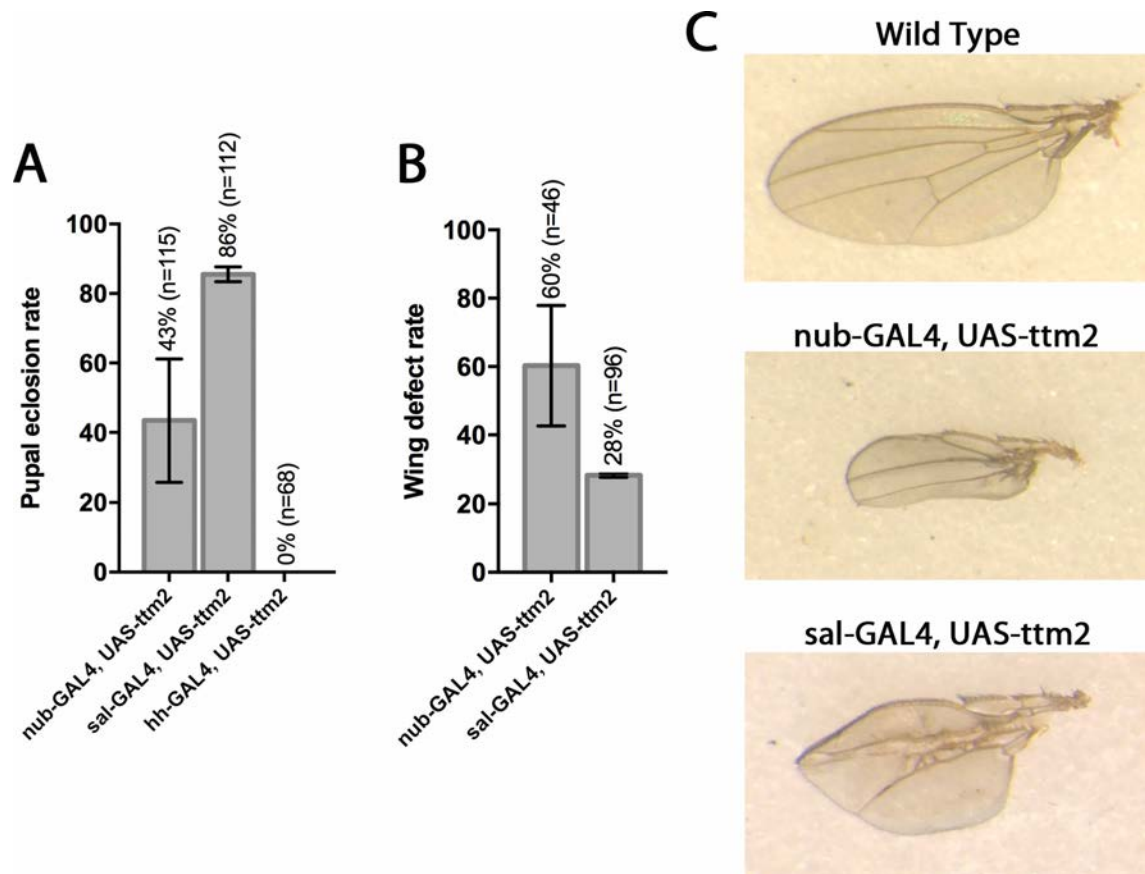 A
Pupal eclosion rate
100
80
60
40
20
0
43% (n=115)
86% (n=112)
0% (n=68)
nub-GAL4, UAS-ttm2
sal-GAL4, UAS-ttm2
hh-GAL4, UAS-ttm2
B
Wing defect rate
100
80
60
40
20
0
60% (n=46)
28% (n=96)
nub-GAL4, UAS-ttm2
sal-GAL4, UAS-ttm2
C
Wild Type
nub-GAL4, UAS-ttm2
sal-GAL4, UAS-ttm2